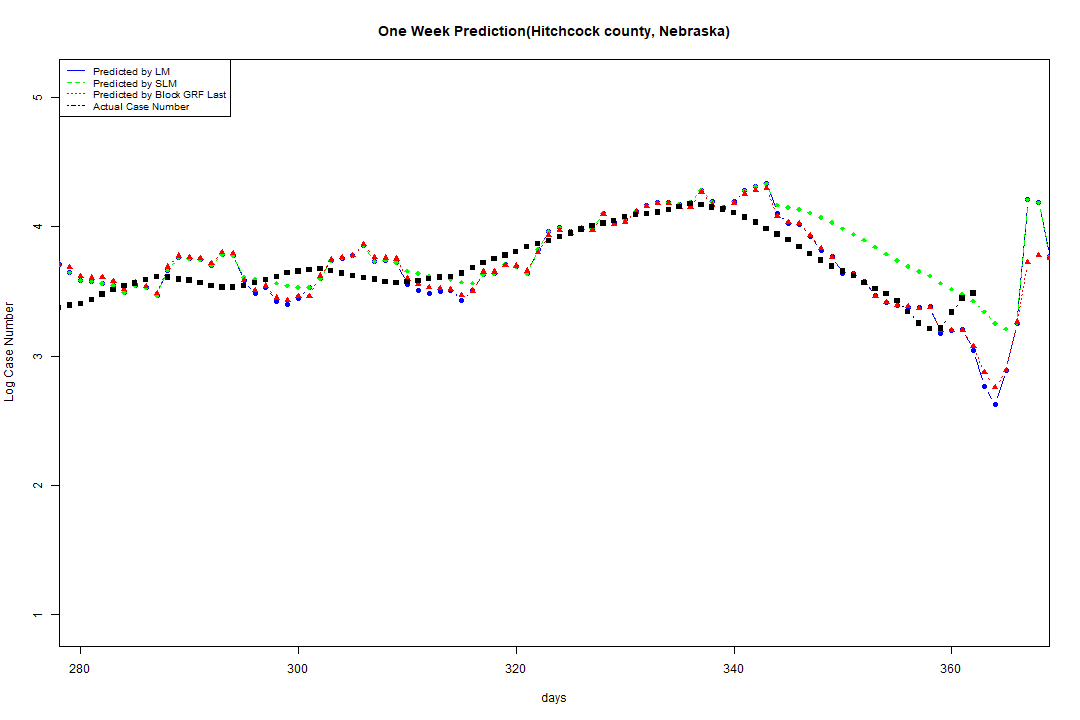 One Week Prediction(Hitchcock county, Nebraska)
Predicted by LM
Predicted by SLM
Predicted by Block GRF Last
Actual Case Number
5
4
3
2
1
Log Case Number
280 300 320 340 360
days